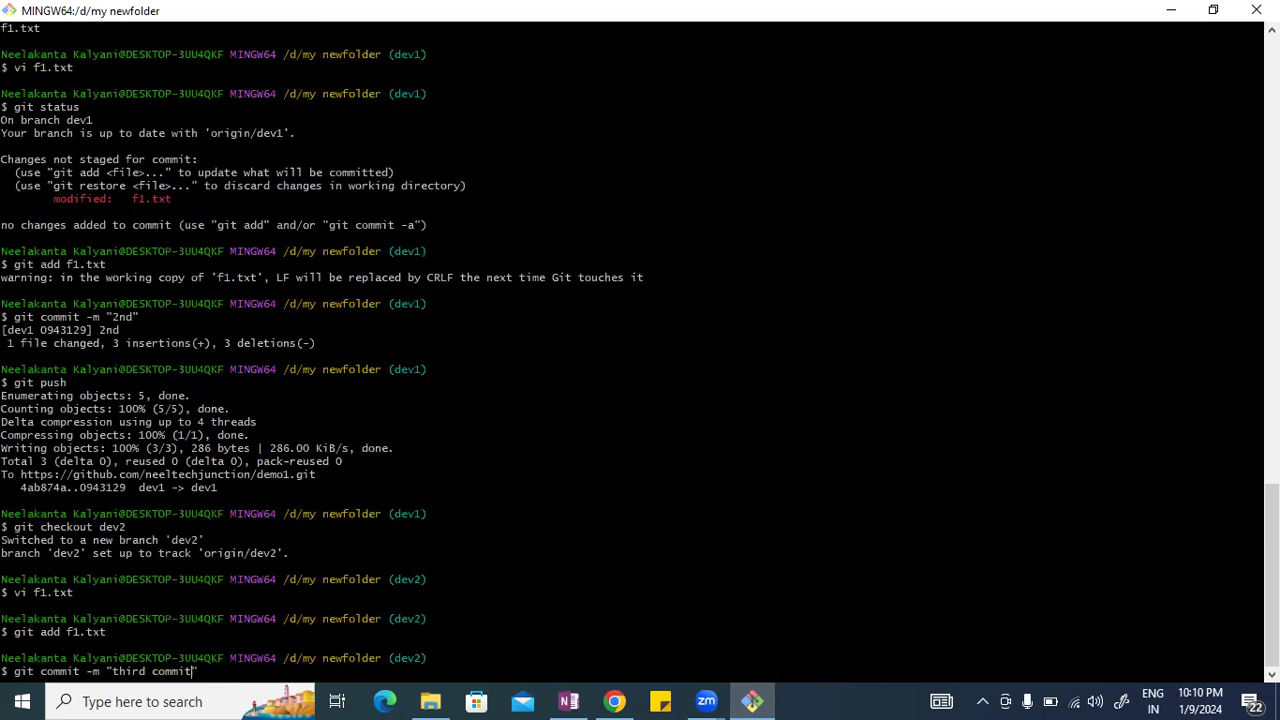 MINGW64:/d/my newfolder
f1.txt
Neelakanta Kalyani@DESKTOP-3UU4QKF MINGW64 /d/my newfolder (dev1)
$ vi f1.txt
Neelakanta Kalyani@DESKTOP-3UU4QKF MINGW64 /d/my newfolder (dev1)
$ git status
On branch dev1
Your branch is up to date with 'origin/dev1'.
Changes not staged for commit:
(use "git add <file>..." to update what will be committed)
(use "git restore <file>..." to discard changes in working directory)
modified: f1.txt
no changes added to commit (use "git add" and/or "git commit -a")
Neelakanta Kalyani@DESKTOP-3UU4QKF MINGW64 /d/my newfolder (dev1)
$ git add f1.txt
warning: in the working copy of 'f1.txt', LF will be replaced by CRLF the next time Git touches it
Neelakanta Kalyani@DESKTOP-3UU4QKF MINGW64 /d/my newfolder (dev1)
$ git commit -m "2nd"
[dev1 0943129] 2nd
1 file changed, 3 insertions(+), 3 deletions(-)
Neelakanta Kalyani@DESKTOP-3UU4QKF MINGW64 /d/my newfolder (dev1)
$ git push
Enumerating objects: 5, done.
Counting objects: 100% (5/5), done.
Delta compression using up to 4 threads
Compressing objects: 100% (1/1), done.
Writing objects: 100% (3/3), 286 bytes | 286.00 KiB/s, done.
Total 3 (delta 0), reused 0 (delta 0), pack-reused 0
To https://github.com/neeltechjunction/demo1.git
4ab874a..0943129 dev1 -> dev1
Neelakanta Kalyani@DESKTOP-3UU4QKF MINGW64 /d/my newfolder (dev1)
$ git checkout dev2
Switched to a new branch 'dev2'
branch 'dev2' set up to track 'origin/dev2'.
Neelakanta Kalyani@DESKTOP-3UU4QKF MINGW64 /d/my newfolder (dev2)
$ vi f1.txt
Neelakanta Kalyani@DESKTOP-3UU4QKF MINGW64 /d/my newfolder (dev2)
$ git add f1.txt
Neelakanta Kalyani@DESKTOP-3UU4QKF MINGW64 /d/my newfolder (dev2)
$ git commit -m "third commit"
Type here to search
zm
ENG
IN
10:10 PM
1/9/2024
22